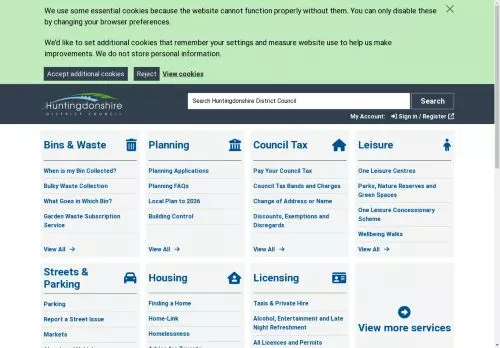 We use some essential cookies because the website cannot function properly without them. You can only disable these
by changing your browser preferences.
We'd like to set additional cookies that remember your settings and measure website use to help us make
improvements. We do not store personal information.
Accept additional cookies
Reject
View cookies
Huntingdonshire
DISTRICT COUNCIL
Search Huntingdonshire District Council
Search
My Account:
Sign in / Register
Bins & Waste
When is my Bin Collected?
Bulky Waste Collection
What Goes in Which Bin?
Garden Waste Subscription
Service
View All
Planning
Planning Applications
Planning FAQs
Local Plan to 2036
Building Control
View All
Council Tax
Pay Your Council Tax
Council Tax Bands and Charges
Change of Address or Name
Discounts, Exemptions and
Disregards
View All
Leisure
One Leisure Centres
Parks, Nature Reserves and
Green Spaces
One Leisure Concessionary
Scheme
Wellbeing Walks
View All
Streets &
Parking
Parking
Report a Street Issue
Markets
Housing
Finding a Home
Home-Link
Homelessness
Licensing
Taxis & Private Hire
Alcohol, Entertainment and Late
Night Refreshment
All Licences and Permits
View more services